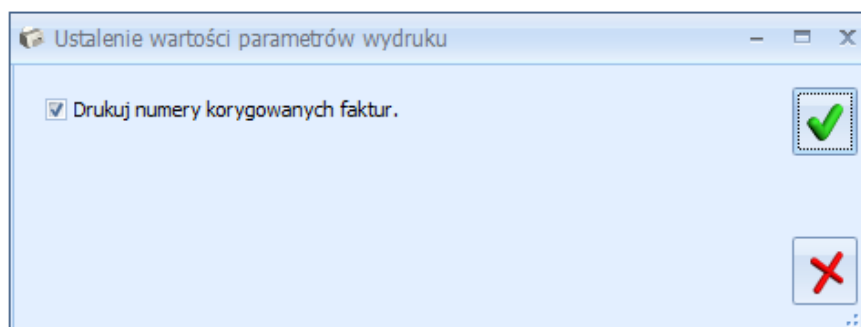 Ustalenie wartości parametrów wydruku
Drukuj numery korygowanych faktur.